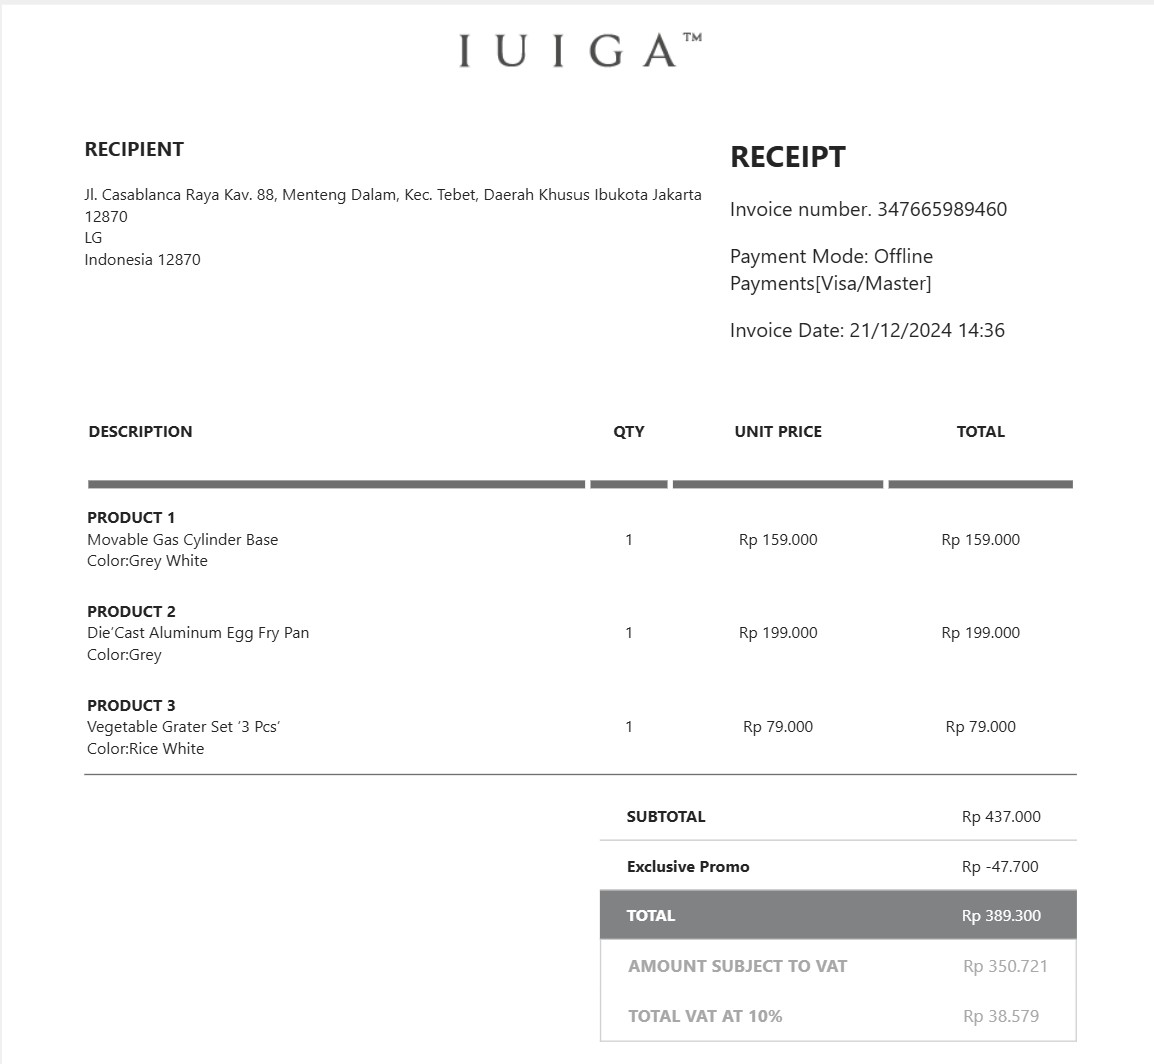 IUIGA™
RECIPIENT
Jl. Casablanca Raya Kav. 88, Menteng Dalam, Kec. Tebet, Daerah Khusus Ibukota Jakarta
12870
LG
Indonesia 12870
RECEIPT
Invoice number. 347665989460
Payment Mode: Offline
Payments[Visa/Master]
Invoice Date: 21/12/2024 14:36
DESCRIPTION QTY UNIT PRICE TOTAL
PRODUCT 1
Movable Gas Cylinder Base 1 Rp 159.000 Rp 159.000
Color:Grey White
PRODUCT 2
Die’Cast Aluminum Egg Fry Pan 1 Rp 199.000 Rp 199.000
Color:Grey
PRODUCT 3
Vegetable Grater Set ’3 Pcs’ 1 Rp 79.000 Rp 79.000
Color:Rice White
SUBTOTAL Rp 437.000
Exclusive Promo Rp -47.700
TOTAL Rp 389.300
AMOUNT SUBJECT TO VAT Rp 350.721
TOTAL VAT AT 10% Rp 38.579